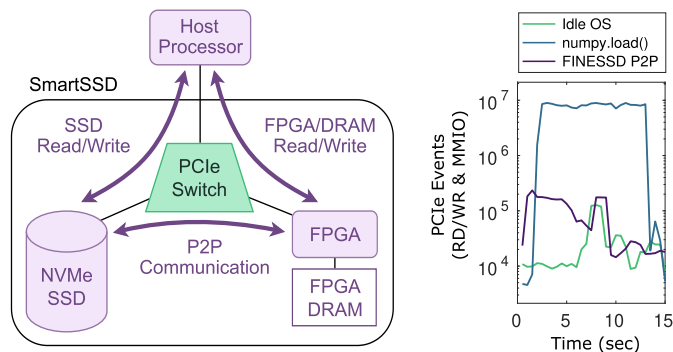 Host
Processor
SmartSSD
SSD
Read/Write
FPGA/DRAM
Read/Write
PCIe
Switch
NVMe
SSD
P2P
Communication
FPGA
FPGA
DRAM
Idle OS
numpy.load()
FINESSD P2P
PCIe Events
(RD/WR & MMIO)
10^7
10^6
10^5
10^4
0 5 10 15
Time (sec)